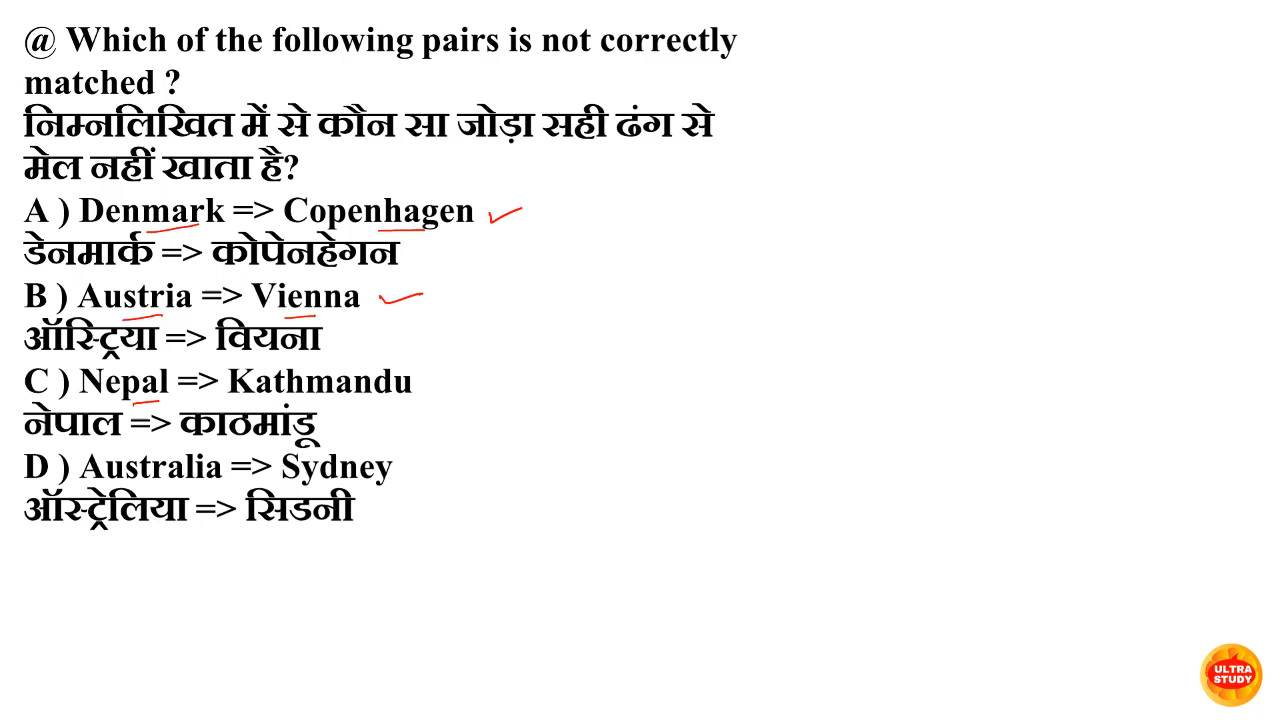 @ Which of the following pairs is not correctly
matched ?
निम्नलिखित में से कौन सा जोड़ा सही ढंग से
मेल नहीं खाता है?
A ) Denmark => Copenhagen
डेनमार्क => कोपेनहेगन
B ) Austria => Vienna
ऑस्ट्रिया => वियना
C ) Nepal => Kathmandu
नेपाल => काठमांडू
D ) Australia => Sydney
ऑस्ट्रेलिया => सिडनी
ULTRA
STUDY